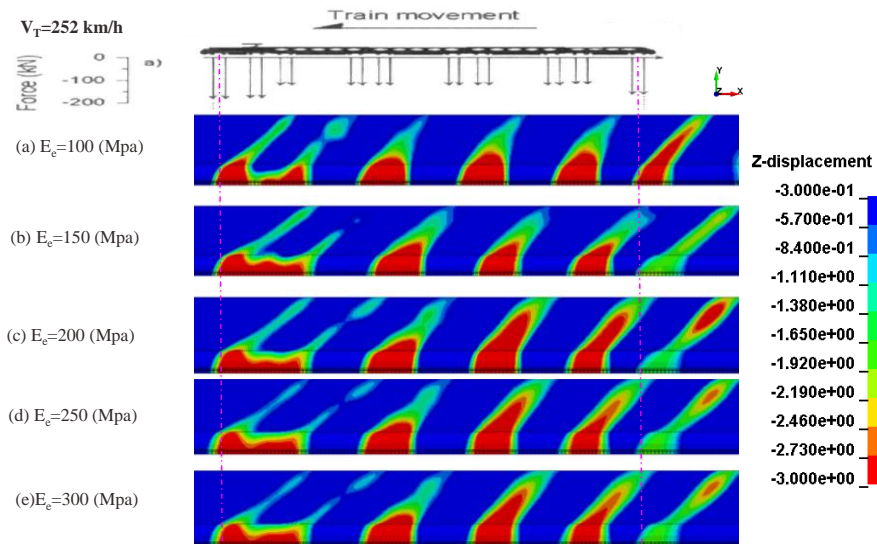 Train movement
V_T=252 km/h
Force (kN)
0
-100
-200
a)
Y
Z
X
(a) E_e=100 (Mpa)
(b) E_e=150 (Mpa)
(c) E_e=200 (Mpa)
(d) E_e=250 (Mpa)
(e)E_e=300 (Mpa)
Z-displacement
-3.000e-01
-5.700e-01
-8.400e-01
-1.110e+00
-1.380e+00
-1.650e+00
-1.920e+00
-2.190e+00
-2.460e+00
-2.730e+00
-3.000e+00